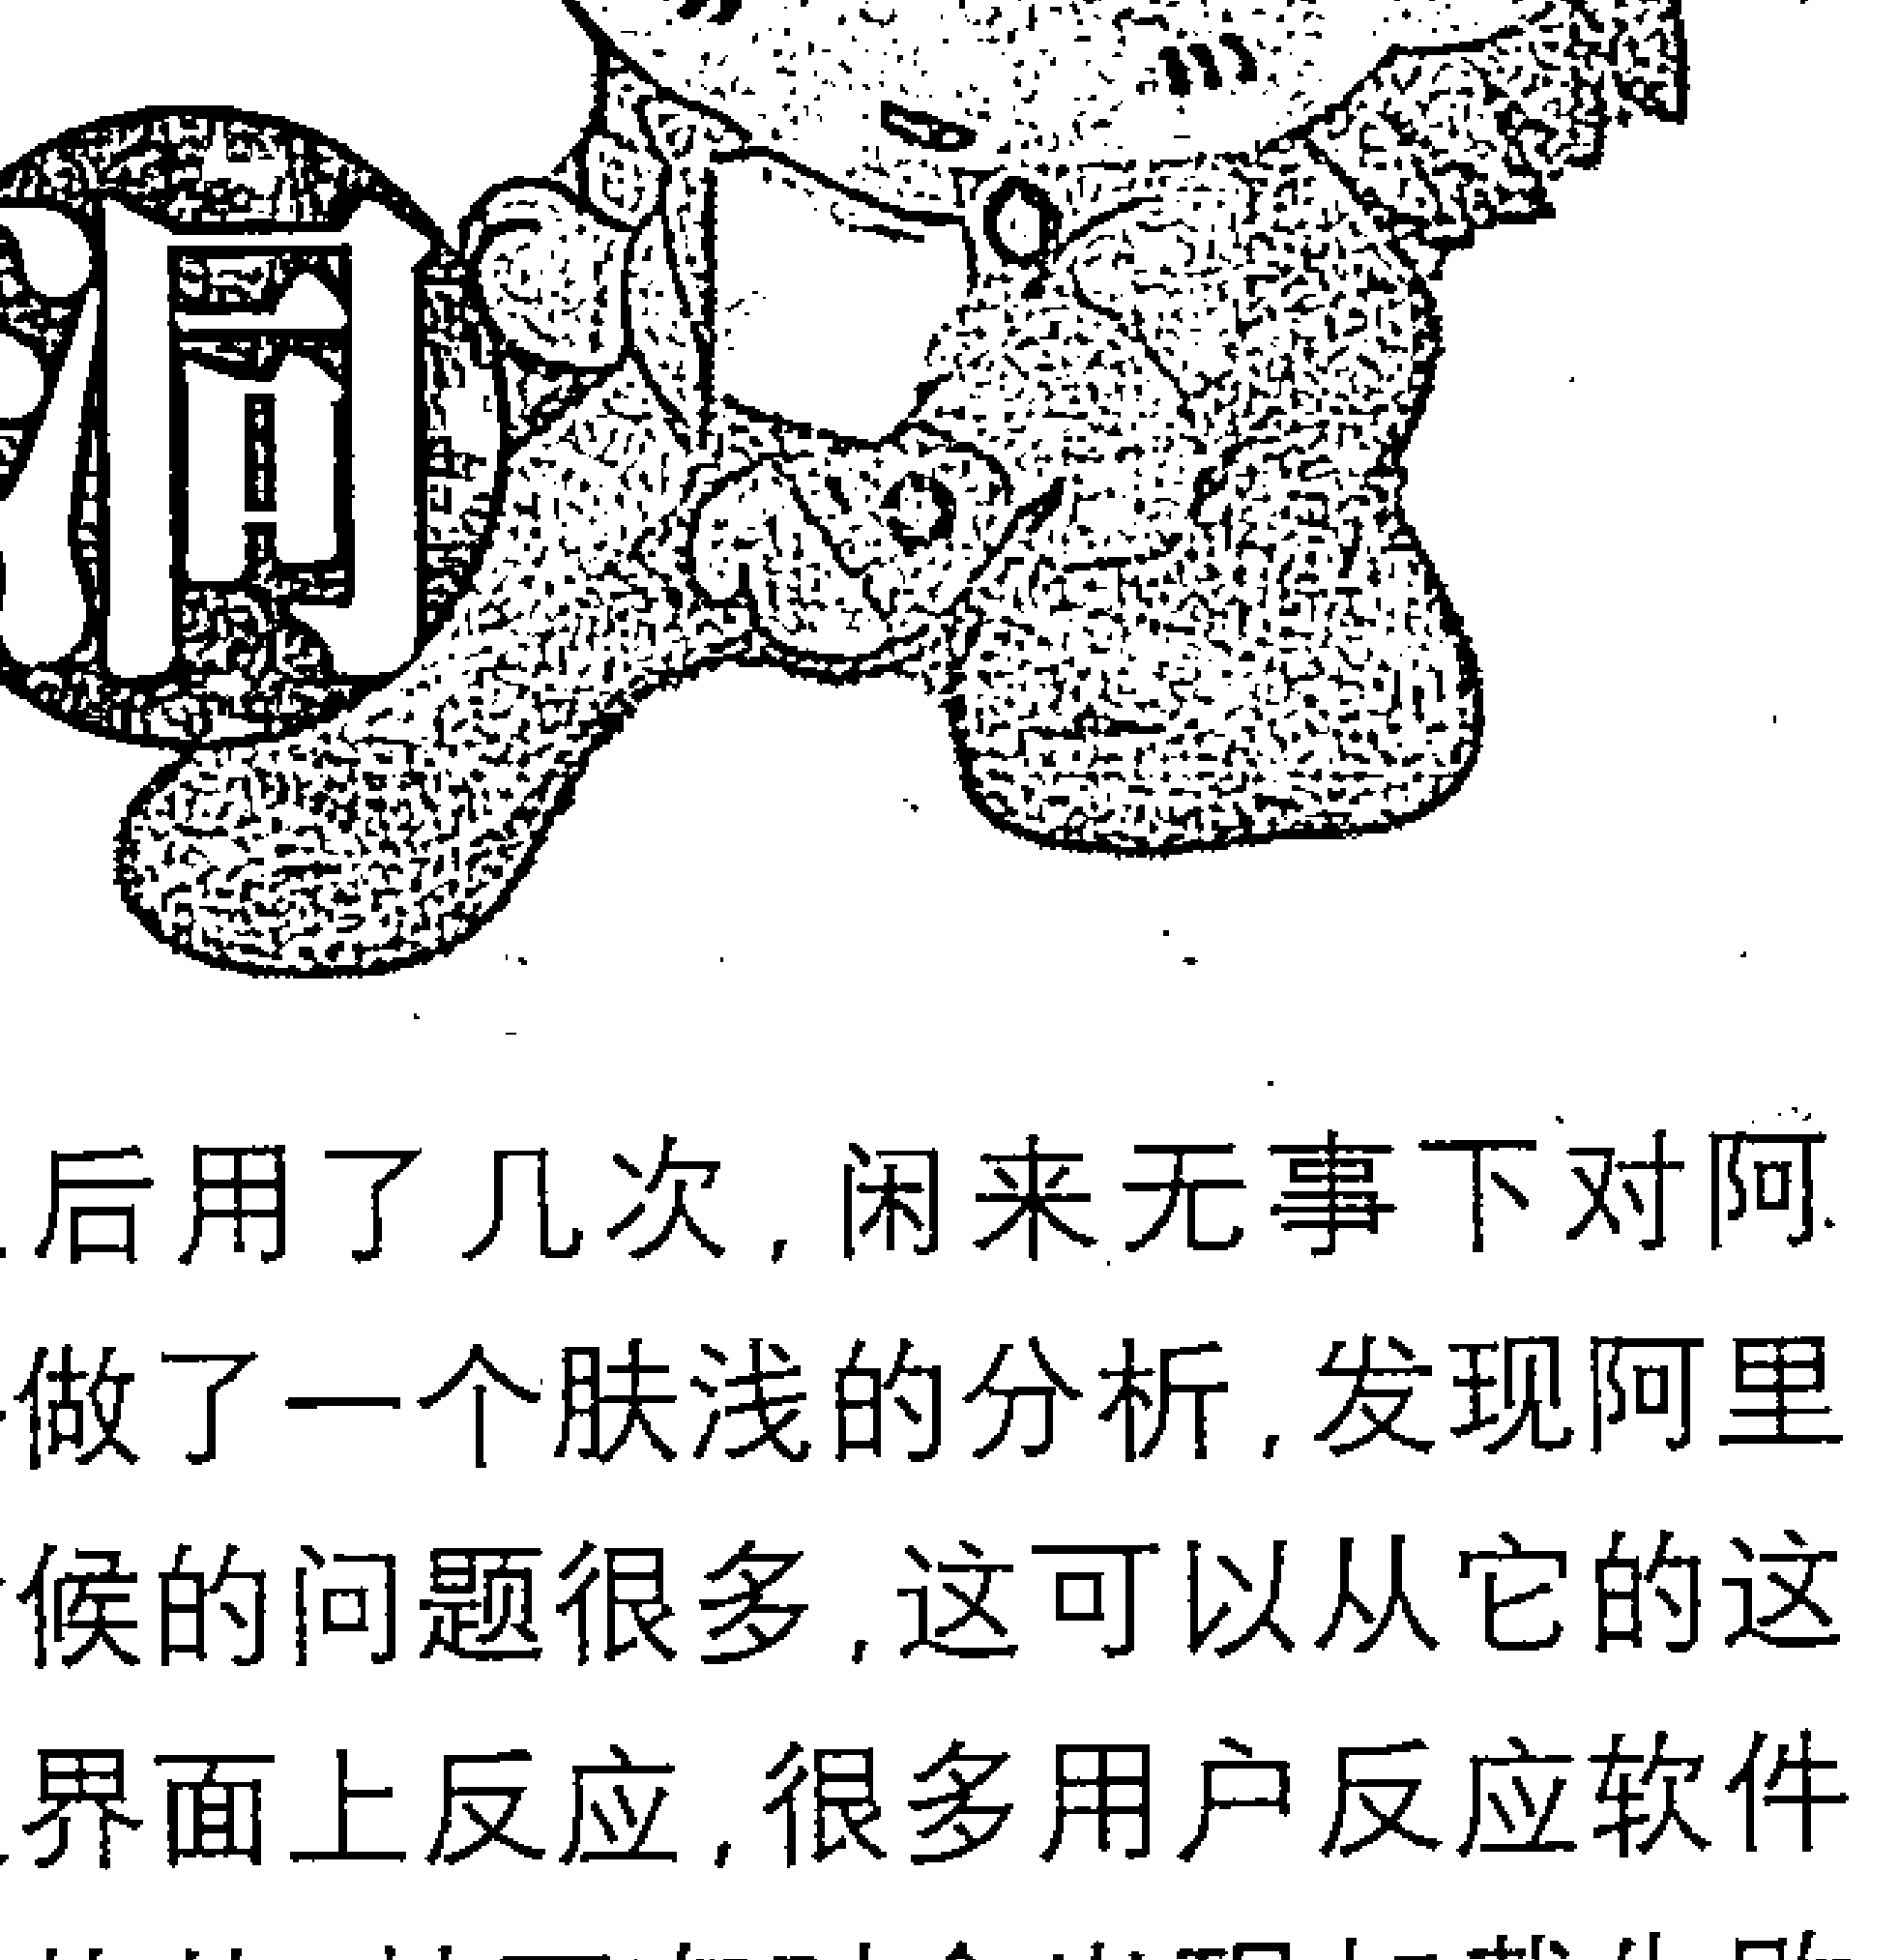 后用了几次,闲来无事下对阿
做了一个肤浅的分析,发现阿里
候的问题很多,这可以从它的这
界面上反应,很多用户反应软件